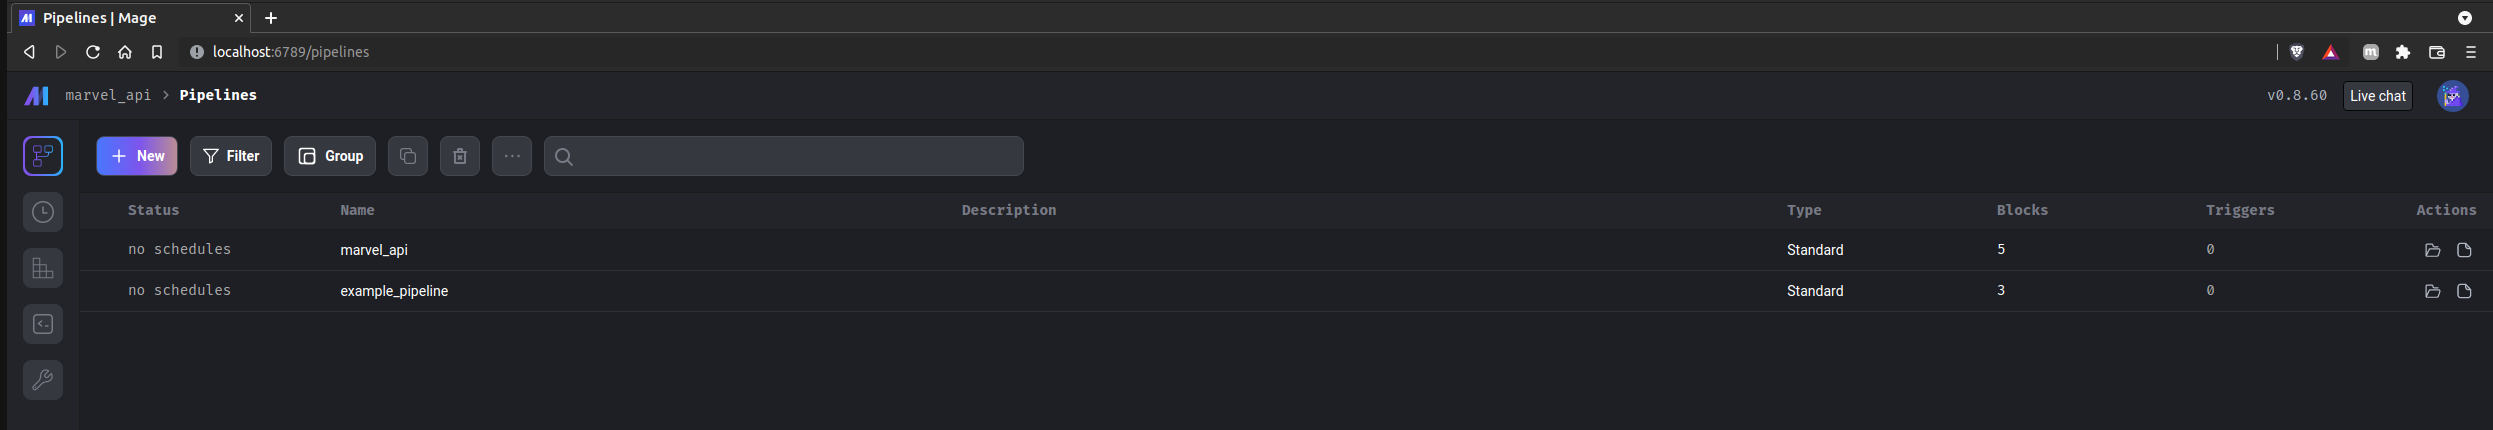 Pipelines | Mage
localhost:6789/pipelines
marvel_api > Pipelines
v0.8.60 Live chat
New Filter Group
Status Name Description Type Blocks Triggers Actions
no schedules marvel_api Standard 5 0
no schedules example_pipeline Standard 3 0